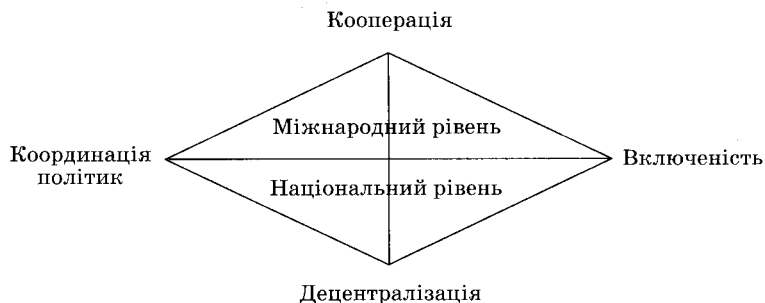 Кооперація
Міжнародний рівень
Координація
політик
Включеність
Національний рівень
Децентралізація